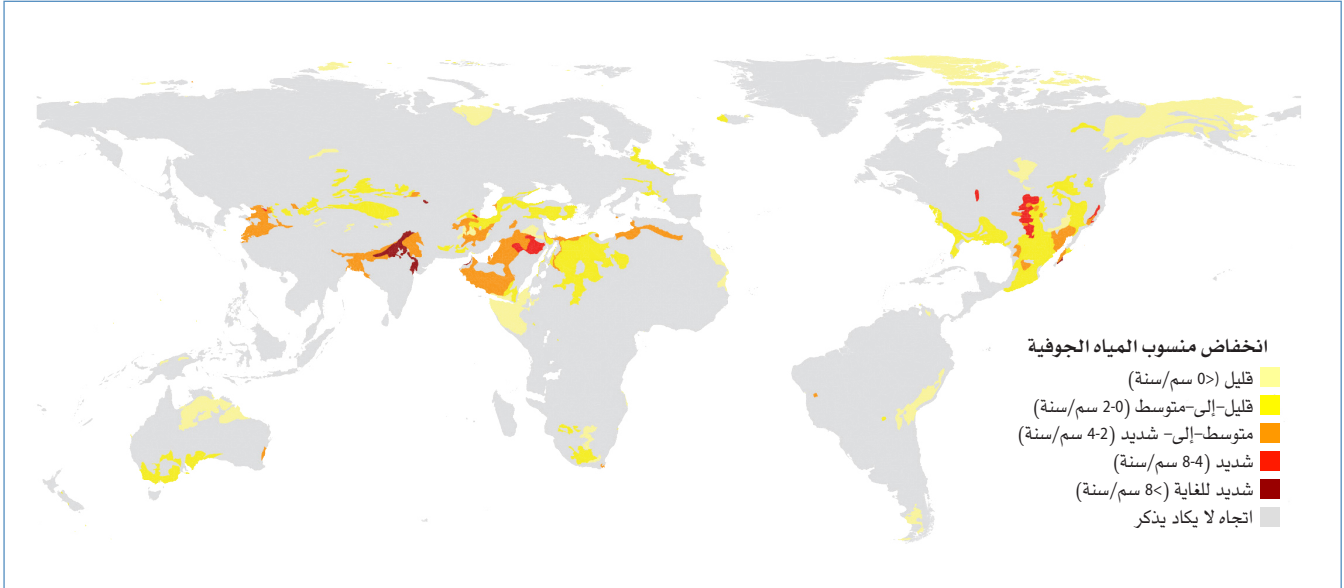 انخفاض منسوب المياه الجوفية
قليل (<0 سم/سنة)
قليل-إلى-متوسط (0-2 سم/سنة)
متوسط-إلى- شديد (2-4 سم/سنة)
شديد (4-8 سم/سنة)
شديد للغاية (>8 سم/سنة)
اتجاه لا يكاد يذكر